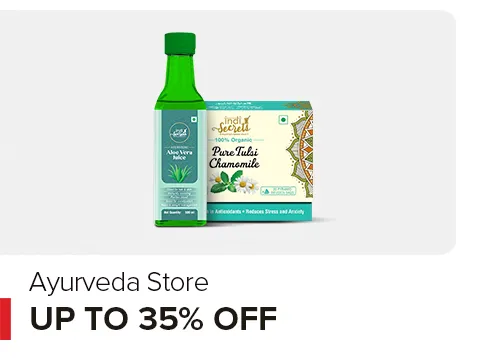 indi
Secrets
100% Organic
Pure Tulsi
Chamomile
Aloe Vera
Juice
Antioxidants • Reduces Stress and Anxiety
Ayurveda Store
UP TO 35% OFF